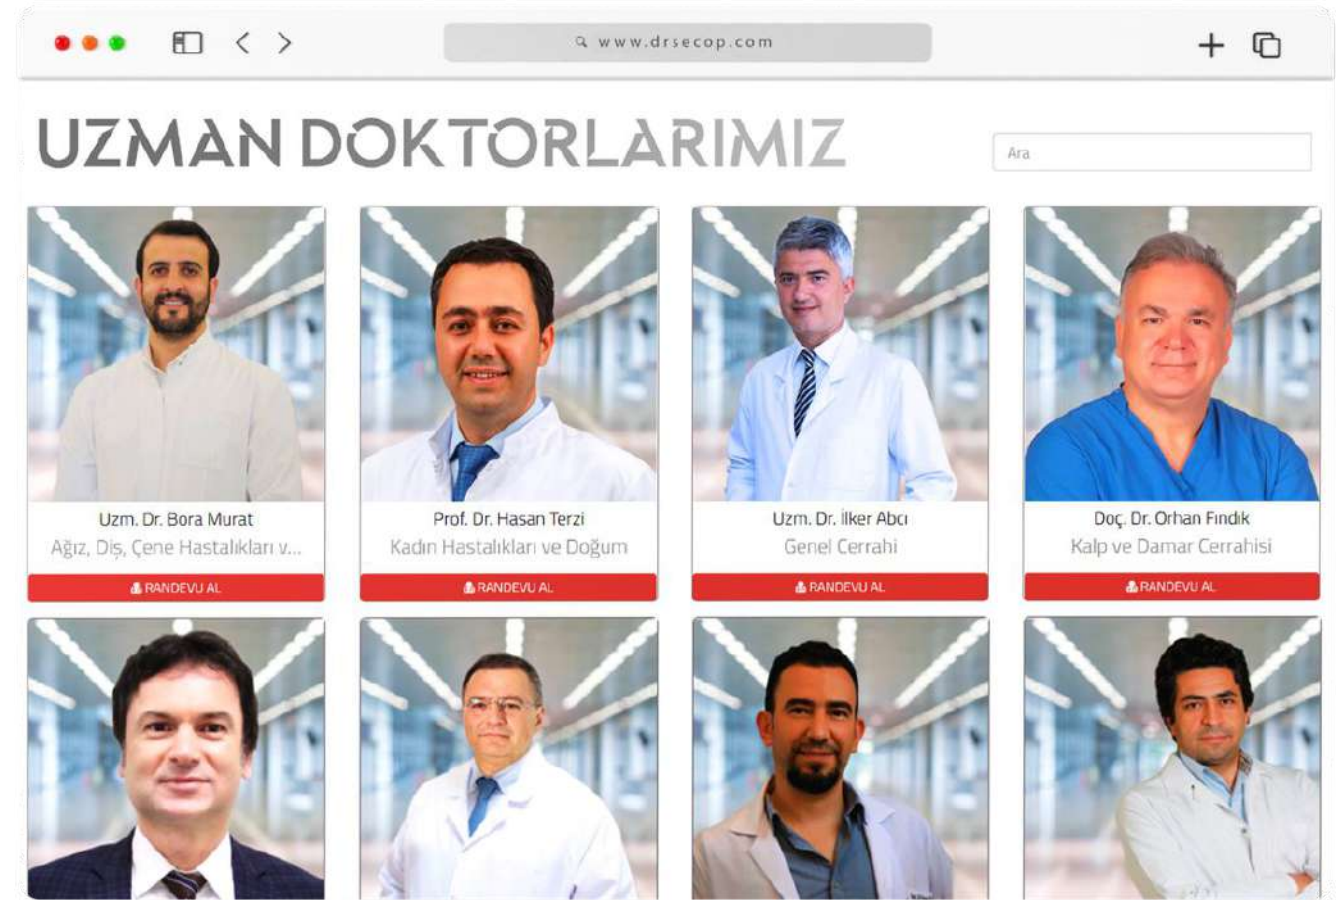 www.drsecop.com
UZMAN DOKTORLARIMIZ
Ara
Uzm. Dr. Bora Murat
Ağız, Diş, Çene Hastalıkları v...
RANDEVU AL
Prof. Dr. Hasan Terzi
Kadın Hastalıkları ve Doğum
RANDEVU AL
Uzm. Dr. İlker Abcı
Genel Cerrahi
RANDEVU AL
Doç. Dr. Orhan Fındık
Kalp ve Damar Cerrahisi
RANDEVU AL